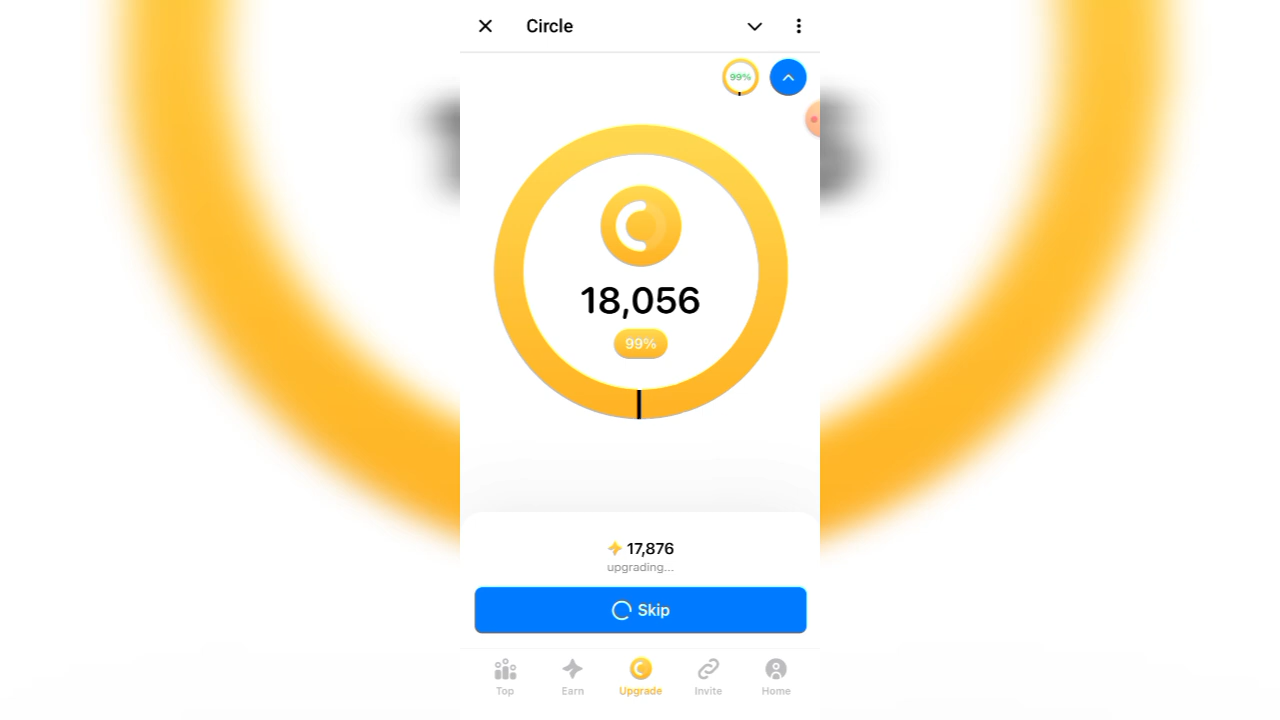 Circle
99%
18,056
99%
17,876
upgrading...
Skip
Top
Earn
Upgrade
Invite
Home